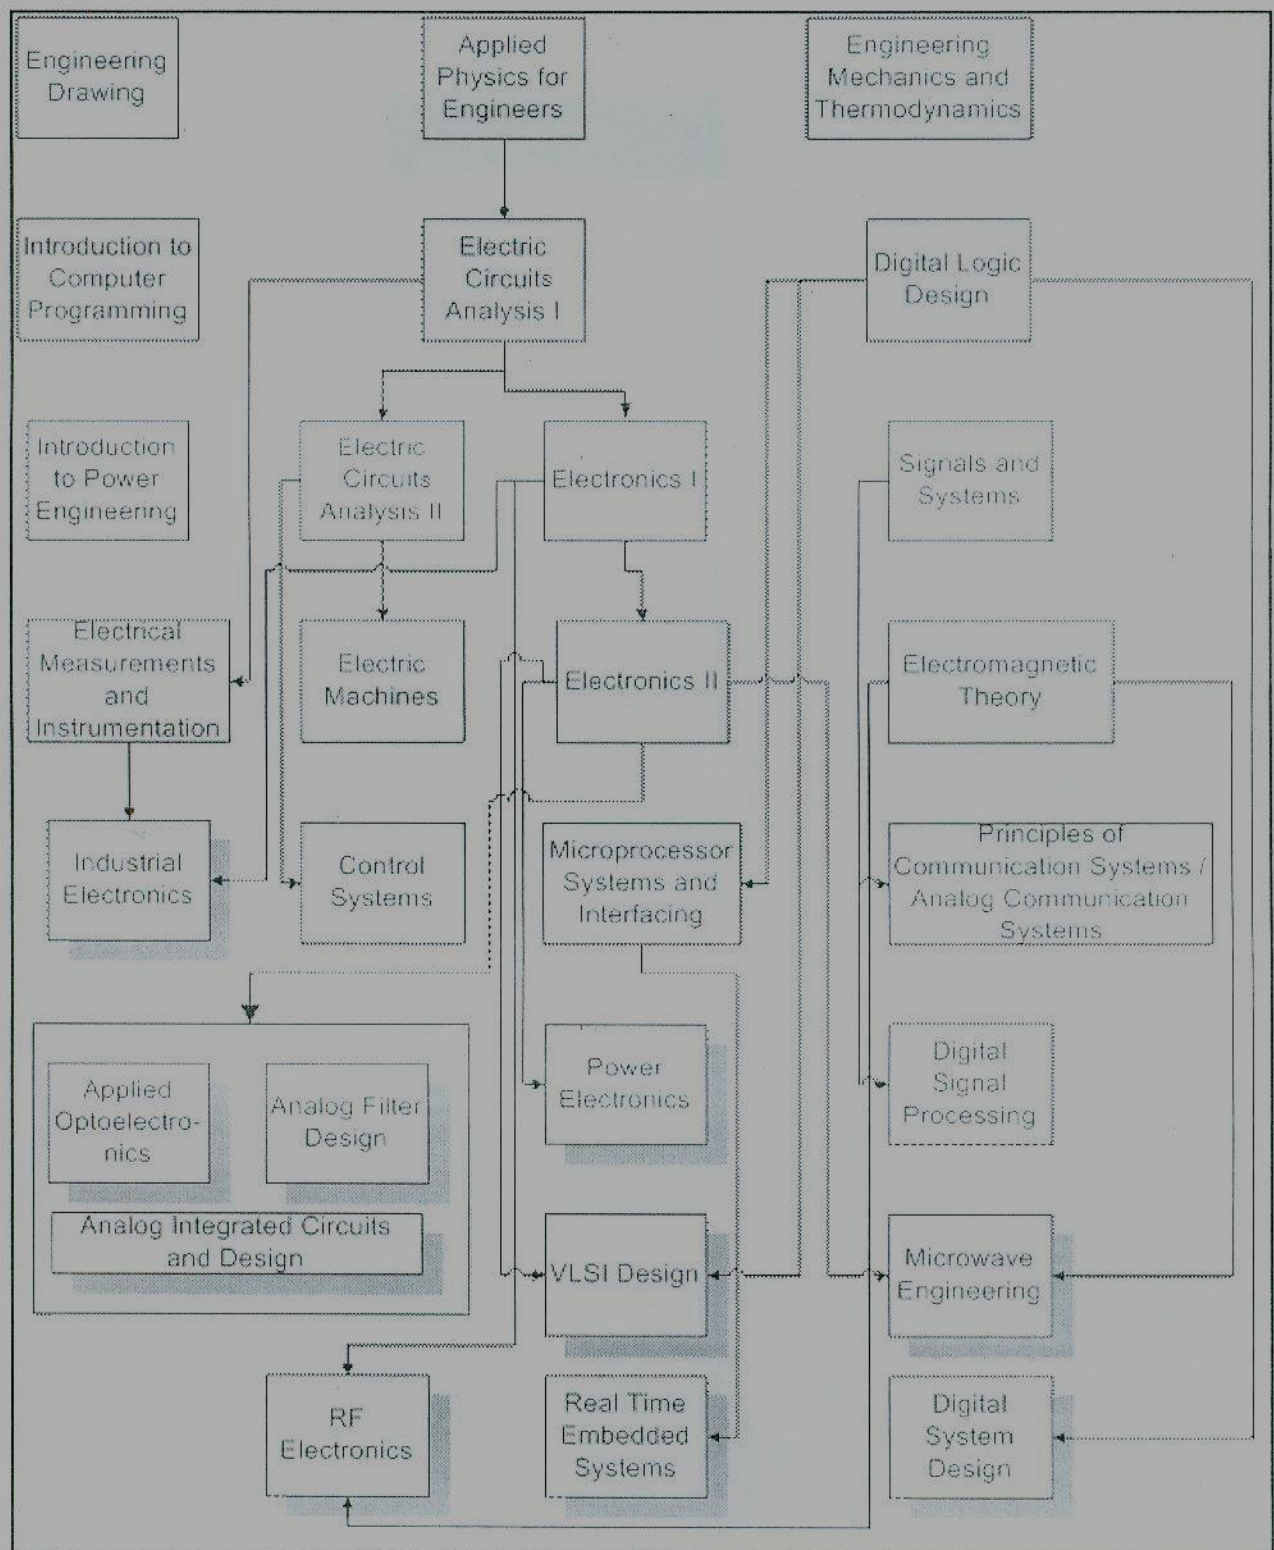 Engineering
Drawing
Applied
Physics for
Engineers
Engineering
Mechanics and
Thermodynamics
Introduction to
Computer
Programming
Electric
Circuits
Analysis I
Digital Logic
Design
Introduction
to Power
Engineering
Electric
Circuits
Analysis II
Electronics I
Signals and
Systems
Electrical
Measurements
and
Instrumentation
Electric
Machines
Electronics II
Electromagnetic
Theory
Industrial
Electronics
Control
Systems
Microprocessor
Systems and
Interfacing
Principles of
Communication Systems /
Analog Communication
Systems
Applied
Optoelectro-
nics
Analog Filter
Design
Analog Integrated Circuits
and Design
Power
Electronics
Digital
Signal
Processing
VLSI Design
Microwave
Engineering
RF
Electronics
Real Time
Embedded
Systems
Digital
System
Design